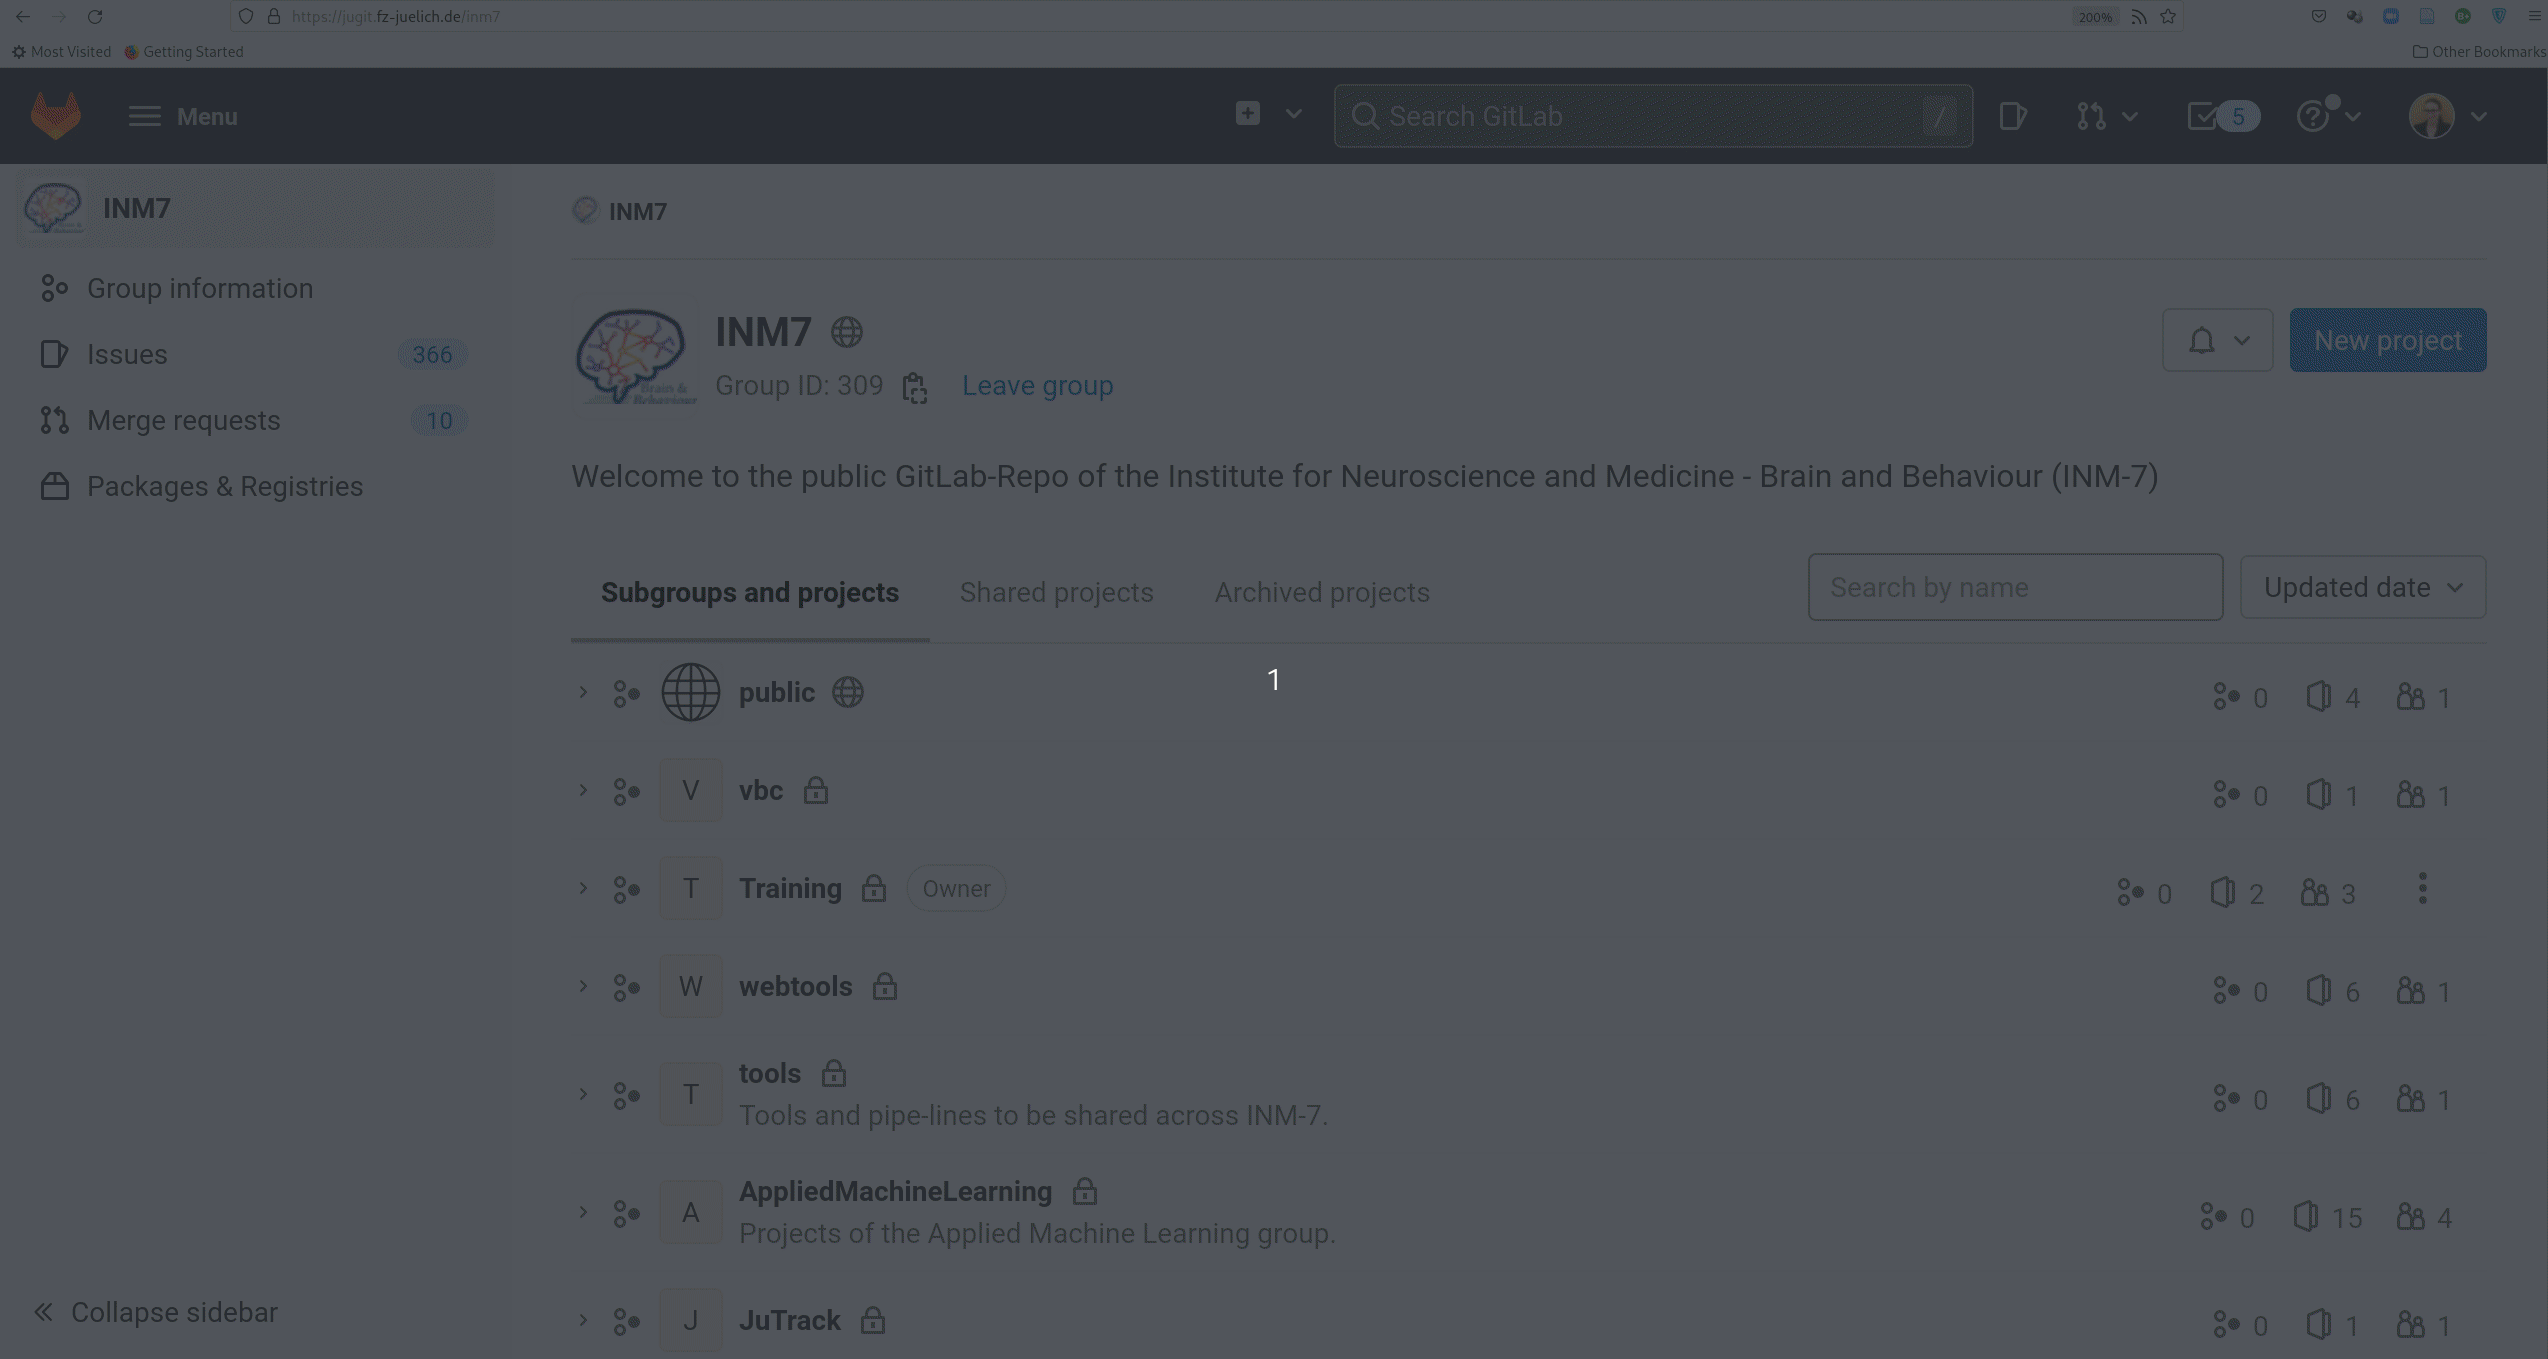 https://jugit.fz-juelich.de/inm7
200%
Most Visited
Getting Started
Other Bookmarks
Menu
Search GitLab
/
5
INM7
INM7
Group information
Issues
366
Merge requests
10
Packages & Registries
Collapse sidebar
Brain &
Behaviour
INM7
Group ID: 309
Leave group
New project
Welcome to the public GitLab-Repo of the Institute for Neuroscience and Medicine - Brain and Behaviour (INM-7)
Subgroups and projects
Shared projects
Archived projects
Search by name
Updated date
1
public
0 4 1
V vbc
0 1 1
T Training Owner
0 2 3
W webtools
0 6 1
T tools
Tools and pipe-lines to be shared across INM-7.
0 6 1
A AppliedMachineLearning
Projects of the Applied Machine Learning group.
0 15 4
J JuTrack
0 1 1